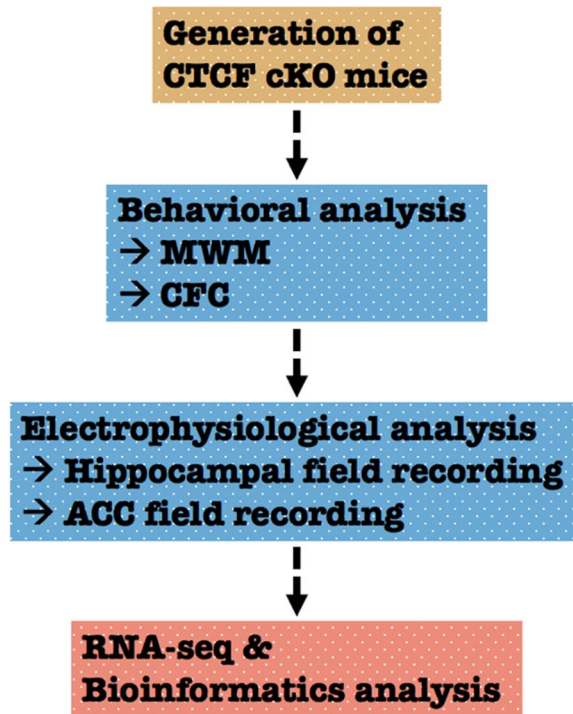 Generation of
CTCF cKO mice
Behavioral analysis
→ MWM
→ CFC
Electrophysiological analysis
→ Hippocampal field recording
→ ACC field recording
RNA-seq &
Bioinformatics analysis